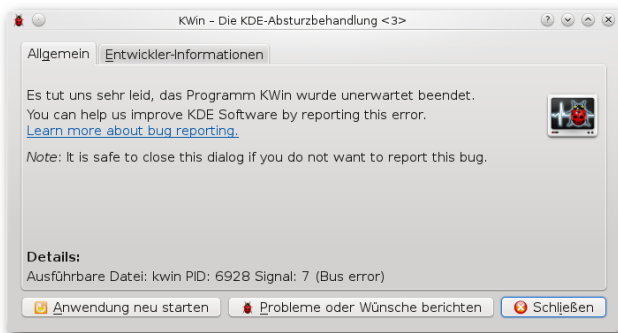 KWin – Die KDE-Absturzbehandlung <3>
Allgemein Entwickler-Informationen
Es tut uns sehr leid, das Programm KWin wurde unerwartet beendet.
You can help us improve KDE Software by reporting this error.
Learn more about bug reporting.
Note: It is safe to close this dialog if you do not want to report this bug.
Details:
Ausführbare Datei: kwin PID: 6928 Signal: 7 (Bus error)
Anwendung neu starten Probleme oder Wünsche berichten Schließen